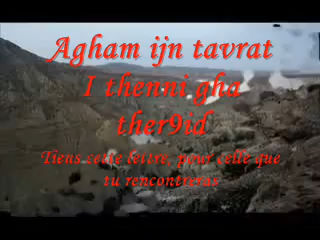 Agham ijn tavrat
I thenni gha
ther9id
Tiens cette lettre, pour celle que
tu rencontreras